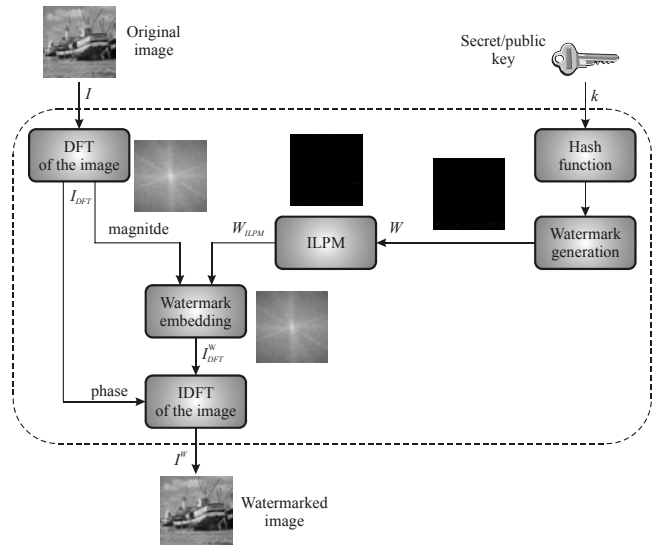 Original
image
Secret/public
key
I
k
DFT
of the image
Hash
function
I_DFT
magnitde
W_ILPM
ILPM
W
Watermark
generation
Watermark
embedding
I_DFT^W
phase
IDFT
of the image
I^W
Watermarked
image